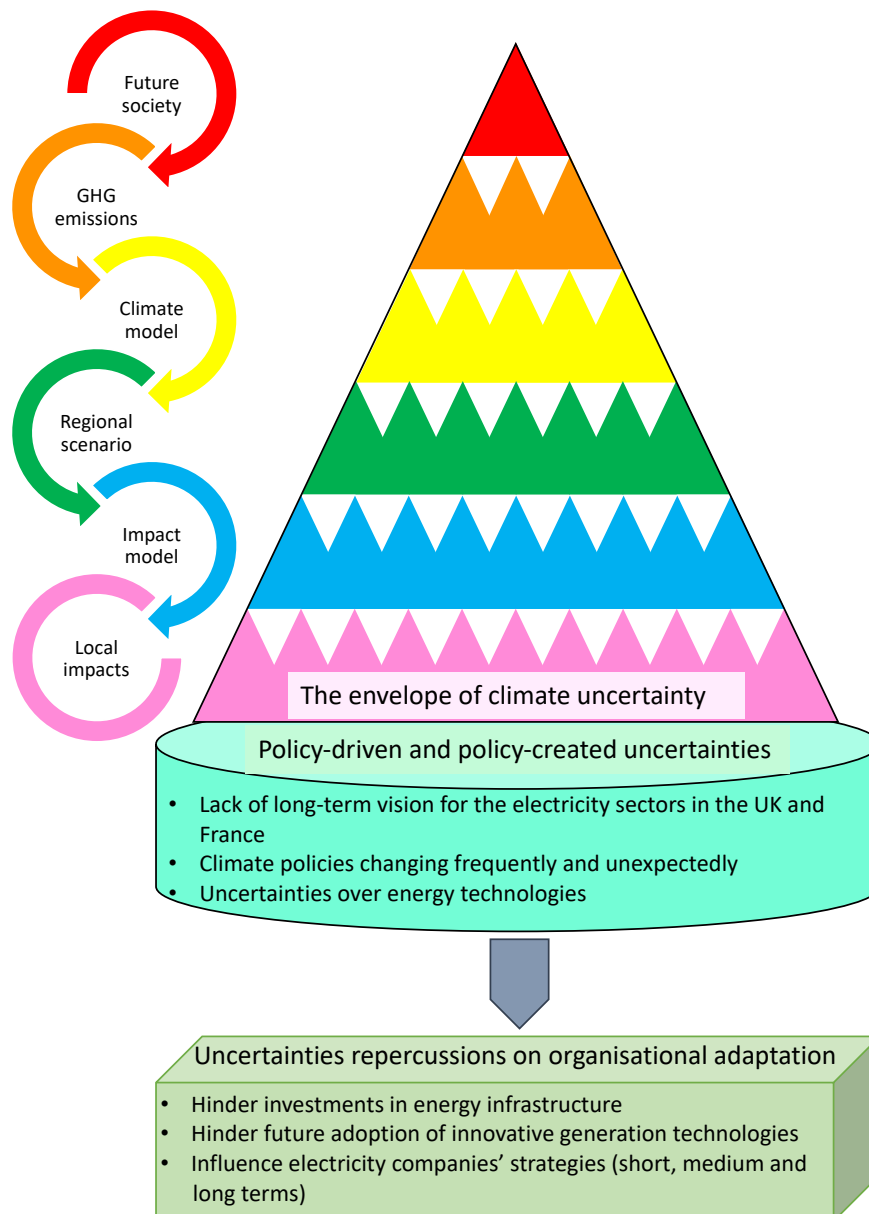 Future
society
GHG
emissions
Climate
model
Regional
scenario
Impact
model
Local
impacts
The envelope of climate uncertainty
Policy-driven and policy-created uncertainties
• Lack of long-term vision for the electricity sectors in the UK and
France
• Climate policies changing frequently and unexpectedly
• Uncertainties over energy technologies
Uncertainties repercussions on organisational adaptation
• Hinder investments in energy infrastructure
• Hinder future adoption of innovative generation technologies
• Influence electricity companies’ strategies (short, medium and
long terms)